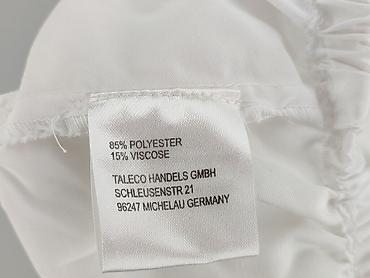 85% POLYESTER
15% VISCOSE
TALECO HANDELS GMBH
SCHLEUSENSTR 21
96247 MICHELAU GERMANY